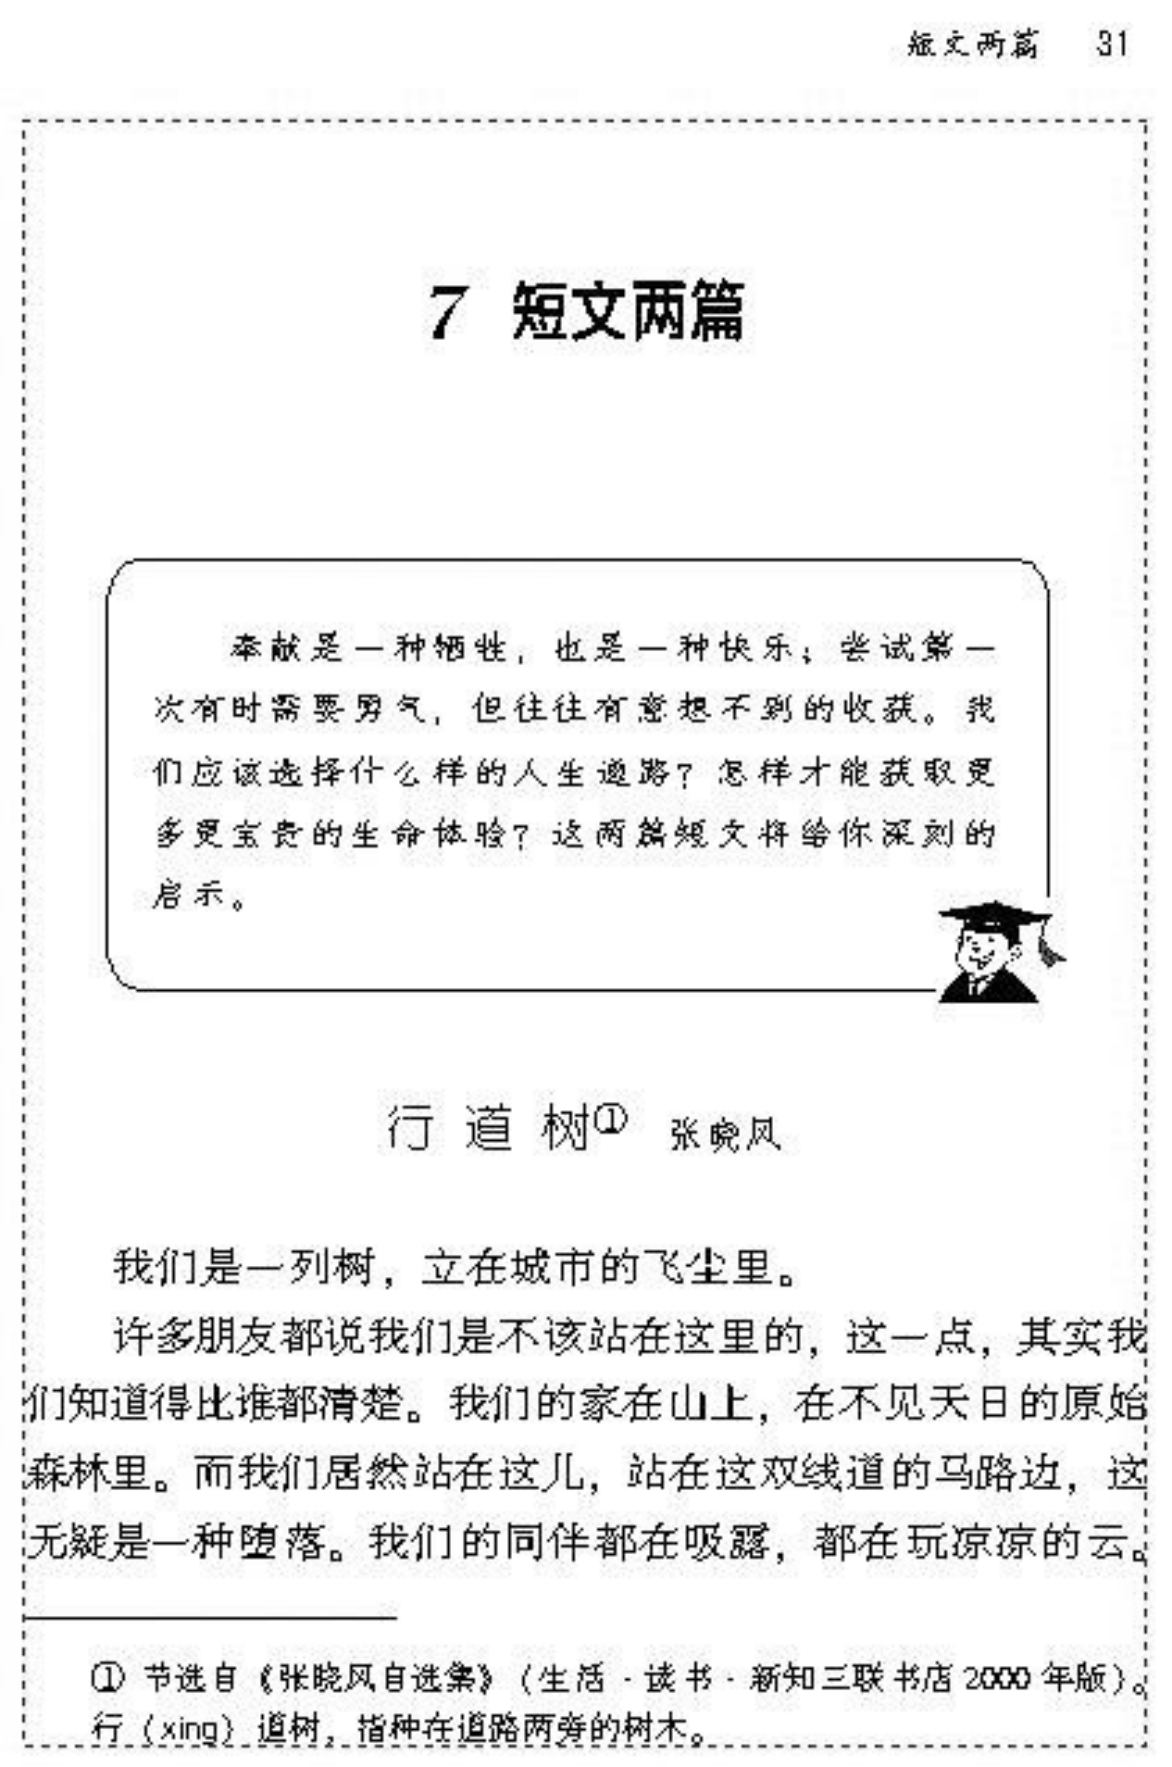 短文两篇 31
7 短文两篇
奉献是一种牺牲，也是一种快乐；尝试第一
次有时需要勇气，但往往有意想不到的收获。我
们应该选择什么样的人生道路？怎样才能获取更
多更宝贵的生命体验？这两篇短文将给你深刻的
启示。
行道树① 张晓风
我们是一列树，立在城市的飞尘里。
许多朋友都说我们是不该站在这里的，这一点，其实我
们知道得比谁都清楚。我们的家在山上，在不见天日的原始
森林里。而我们居然站在这儿，站在这双线道的马路边，这
无疑是一种堕落。我们的同伴都在吸露，都在玩凉凉的云。
① 节选自《张晓风自选集》（生活·读书·新知三联书店2000年版）。
行（xíng）道树，指种在道路两旁的树木。